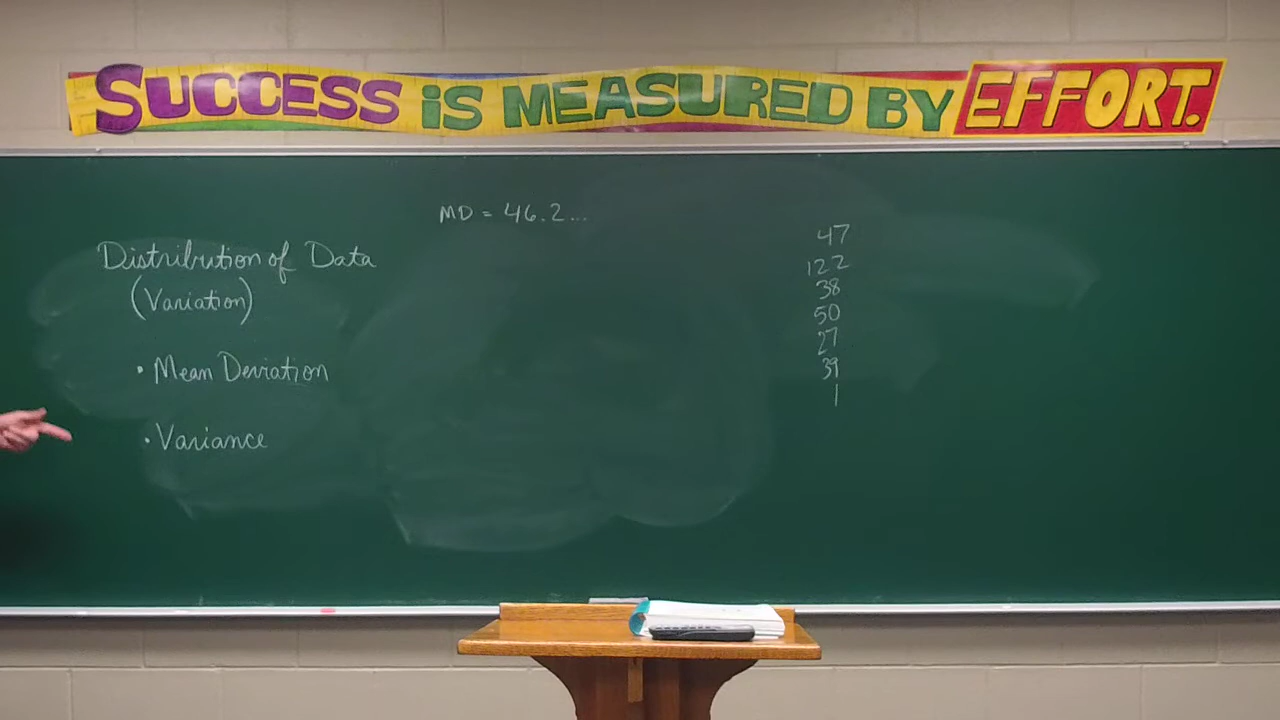 SUCCESS iS MEASURED BY EFFORT.
MD = 46.2...
Distribution of Data
(Variation)
• Mean Deviation
• Variance
47
122
38
50
27
39
1